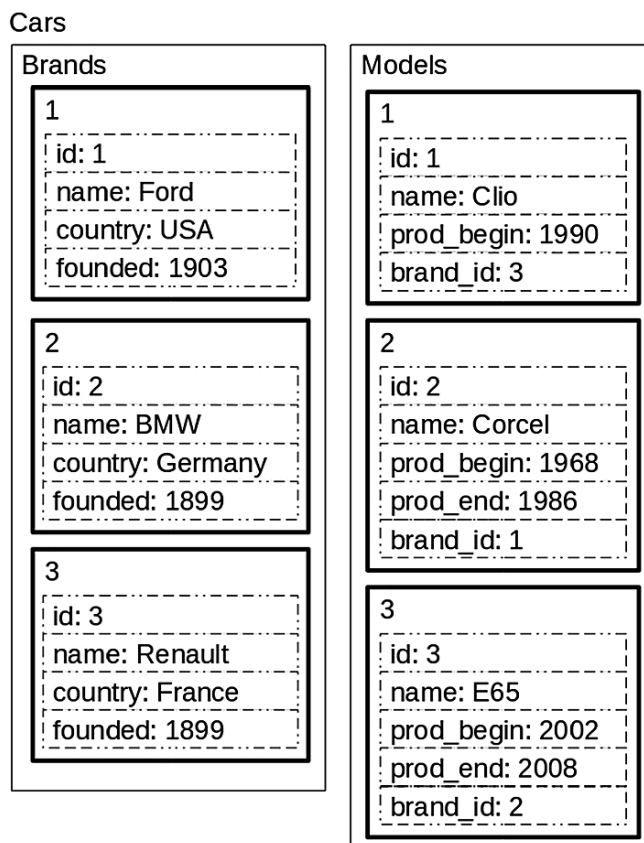 Cars
Brands
1
id: 1
name: Ford
country: USA
founded: 1903
2
id: 2
name: BMW
country: Germany
founded: 1899
3
id: 3
name: Renault
country: France
founded: 1899
Models
1
id: 1
name: Clio
prod_begin: 1990
brand_id: 3
2
id: 2
name: Corcel
prod_begin: 1968
prod_end: 1986
brand_id: 1
3
id: 3
name: E65
prod_begin: 2002
prod_end: 2008
brand_id: 2